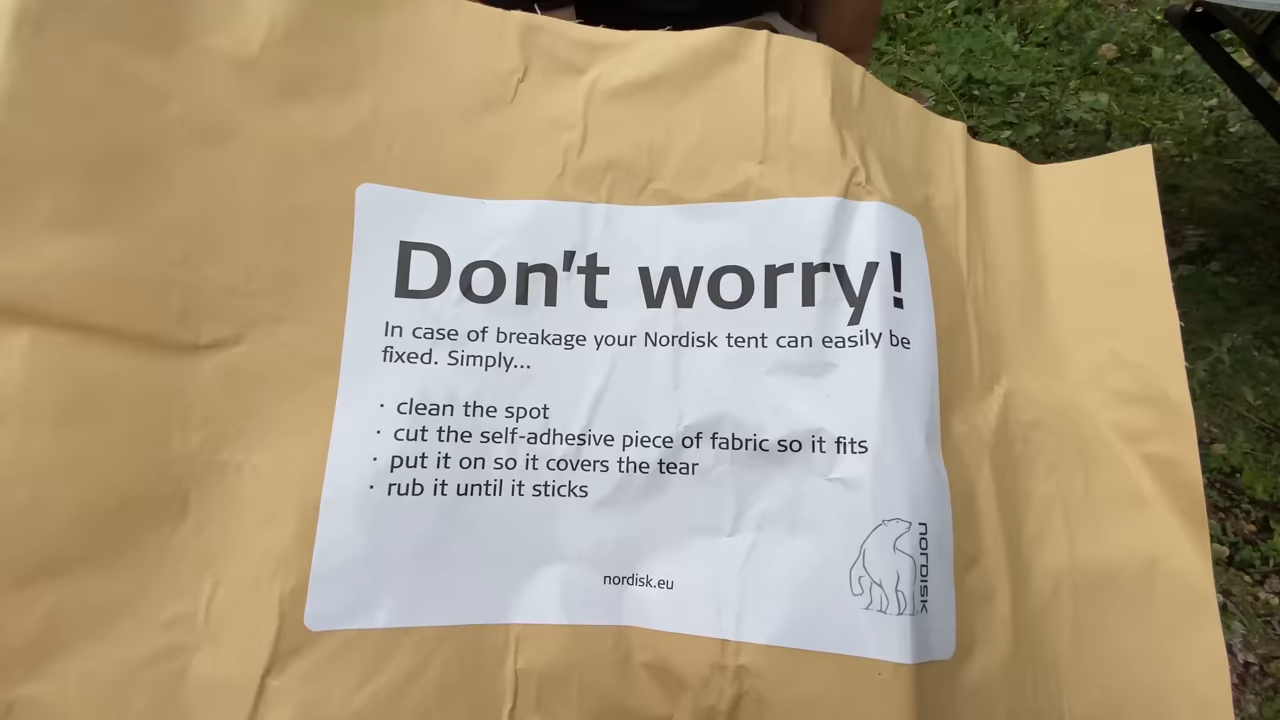 Don't worry!
In case of breakage your Nordisk tent can easily be
fixed. Simply...
· clean the spot
· cut the self-adhesive piece of fabric so it fits
· put it on so it covers the tear
· rub it until it sticks
nordisk.eu
NORDISK